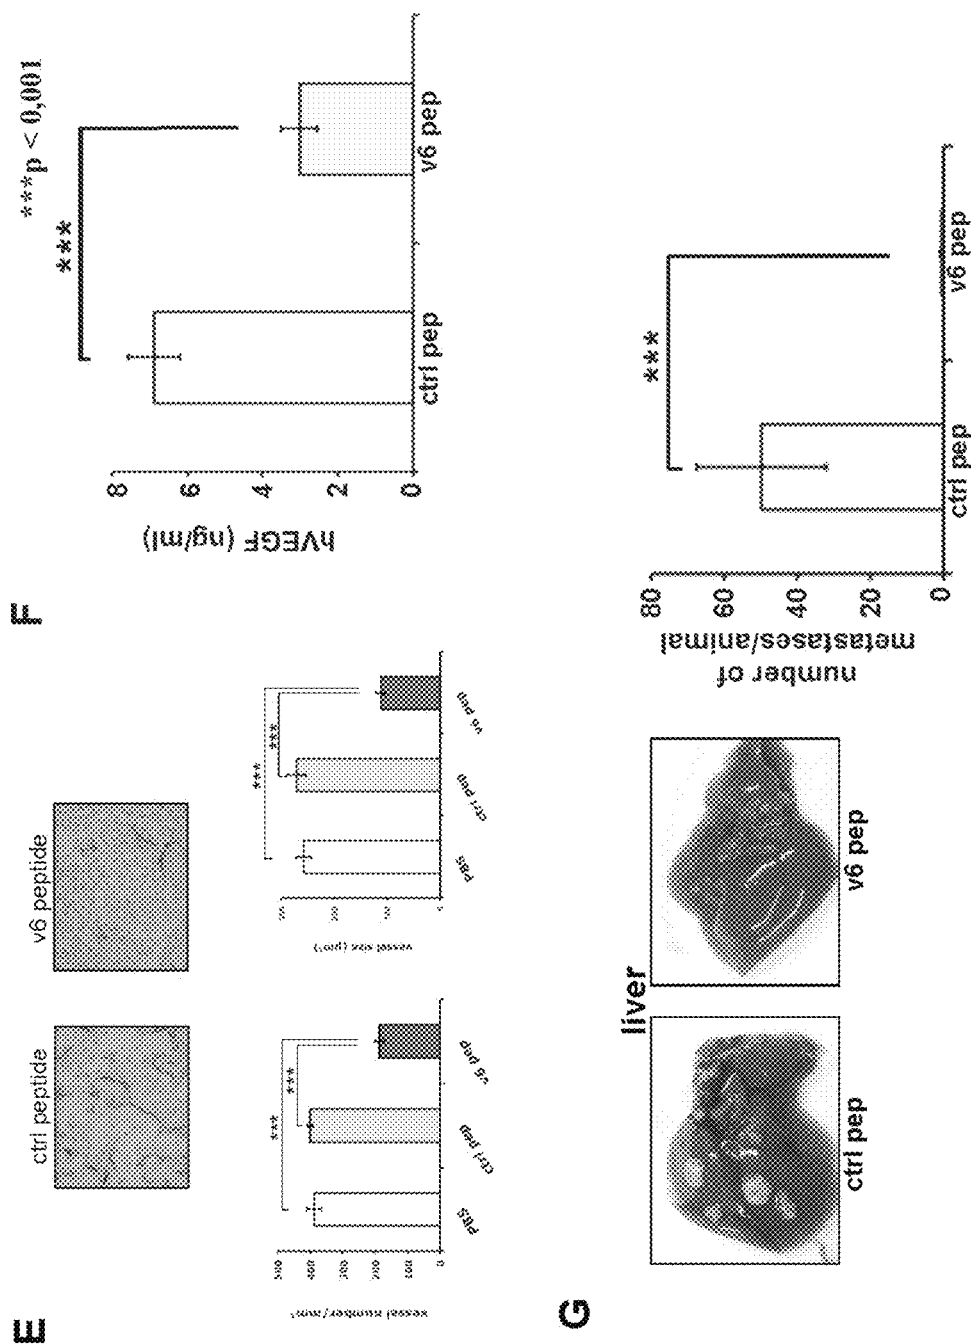 E
ctrl peptide
v6 peptide
vessel number/mm²
500
400
300
200
100
0
PBS
ctrl pep
v6 pep
***
***
vessel size (µm²)
PBS
ctrl pep
v6 pep
***
***
F
***p < 0,001
***
hVEGF (ng/ml)
8
6
4
2
0
ctrl pep
v6 pep
G
liver
ctrl pep
v6 pep
number of
metastases/animal
80
60
40
20
0
***
ctrl pep
v6 pep